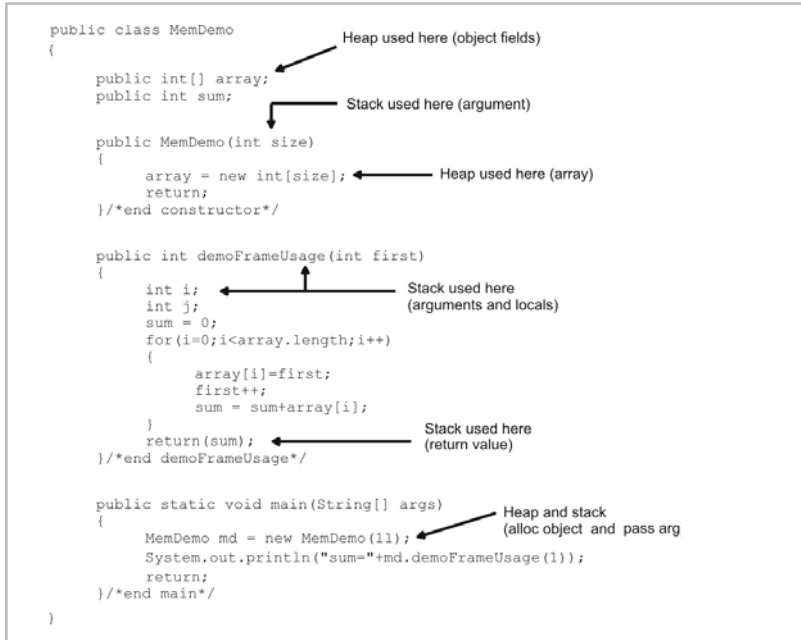 public class MemDemo
Heap used here (object fields)
{
public int[] array;
public int sum;
Stack used here (argument)
public MemDemo(int size)
{
array = new int[size];
Heap used here (array)
return;
}/*end constructor*/
public int demoFrameUsage(int first)
{
int i;
Stack used here
(arguments and locals)
int j;
sum = 0;
for(i=0;i<array.length;i++)
{
array[i]=first;
first++;
sum = sum+array[i];
}
Stack used here
(return value)
return(sum);
}/*end demoFrameUsage*/
public static void main(String[] args)
Heap and stack
(alloc object and pass arg
{
MemDemo md = new MemDemo(11);
System.out.println("sum="+md.demoFrameUsage(1));
return;
}/*end main*/
}